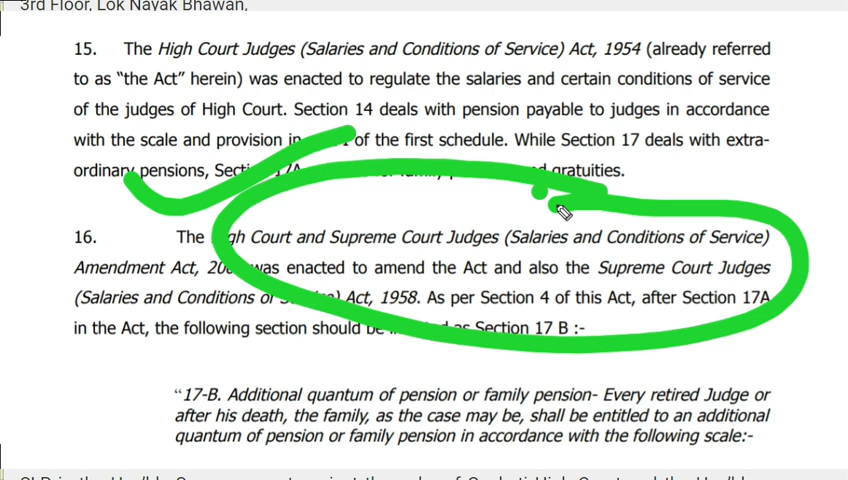 3rd Floor, Lok Nayak Bhawan,
15. The High Court Judges (Salaries and Conditions of Service) Act, 1954 (already referred
to as “the Act” herein) was enacted to regulate the salaries and certain conditions of service
of the judges of High Court. Section 14 deals with pension payable to judges in accordance
with the scale and provision in of the first schedule. While Section 17 deals with extra-
ordinary pensions, Section 17A family gratuities.
16. The High Court and Supreme Court Judges (Salaries and Conditions of Service)
Amendment Act, was enacted to amend the Act and also the Supreme Court Judges
(Salaries and Conditions of Service) Act, 1958. As per Section 4 of this Act, after Section 17A
in the Act, the following section should be as Section 17 B :-
“17-B. Additional quantum of pension or family pension- Every retired Judge or
after his death, the family, as the case may be, shall be entitled to an additional
quantum of pension or family pension in accordance with the following scale:-